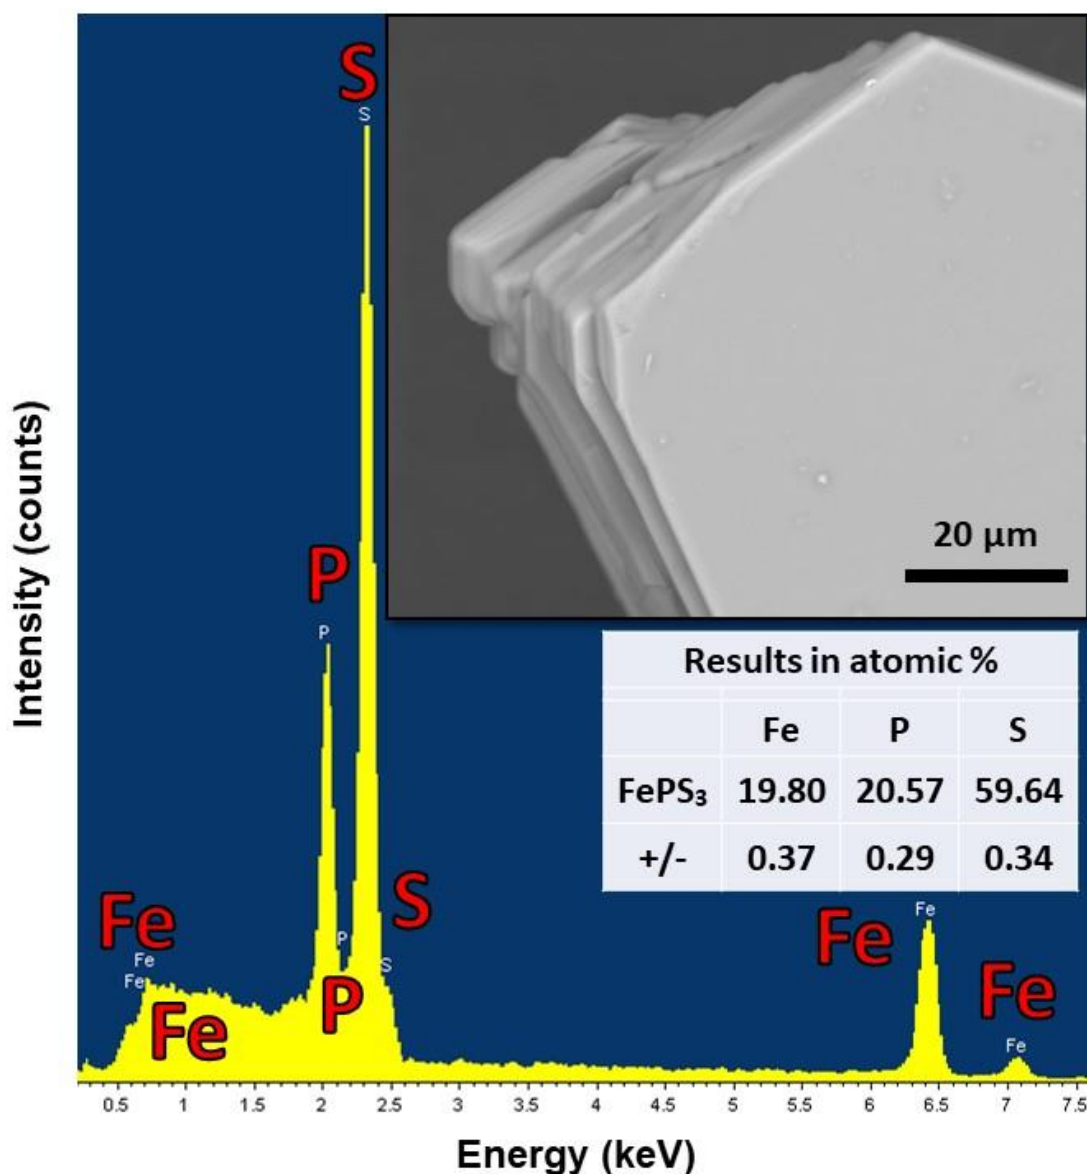 S
S
P
P
20 µm
Results in atomic %
Fe P S
FePS₃ 19.80 20.57 59.64
+/- 0.37 0.29 0.34
Fe
Fe
Fe
Fe
P
P
S
S
Fe
Fe
Fe
Fe
0.5 1 1.5 2 2.5 3 3.5 4 4.5 5 5.5 6 6.5 7 7.5
Energy (keV)
Intensity (counts)